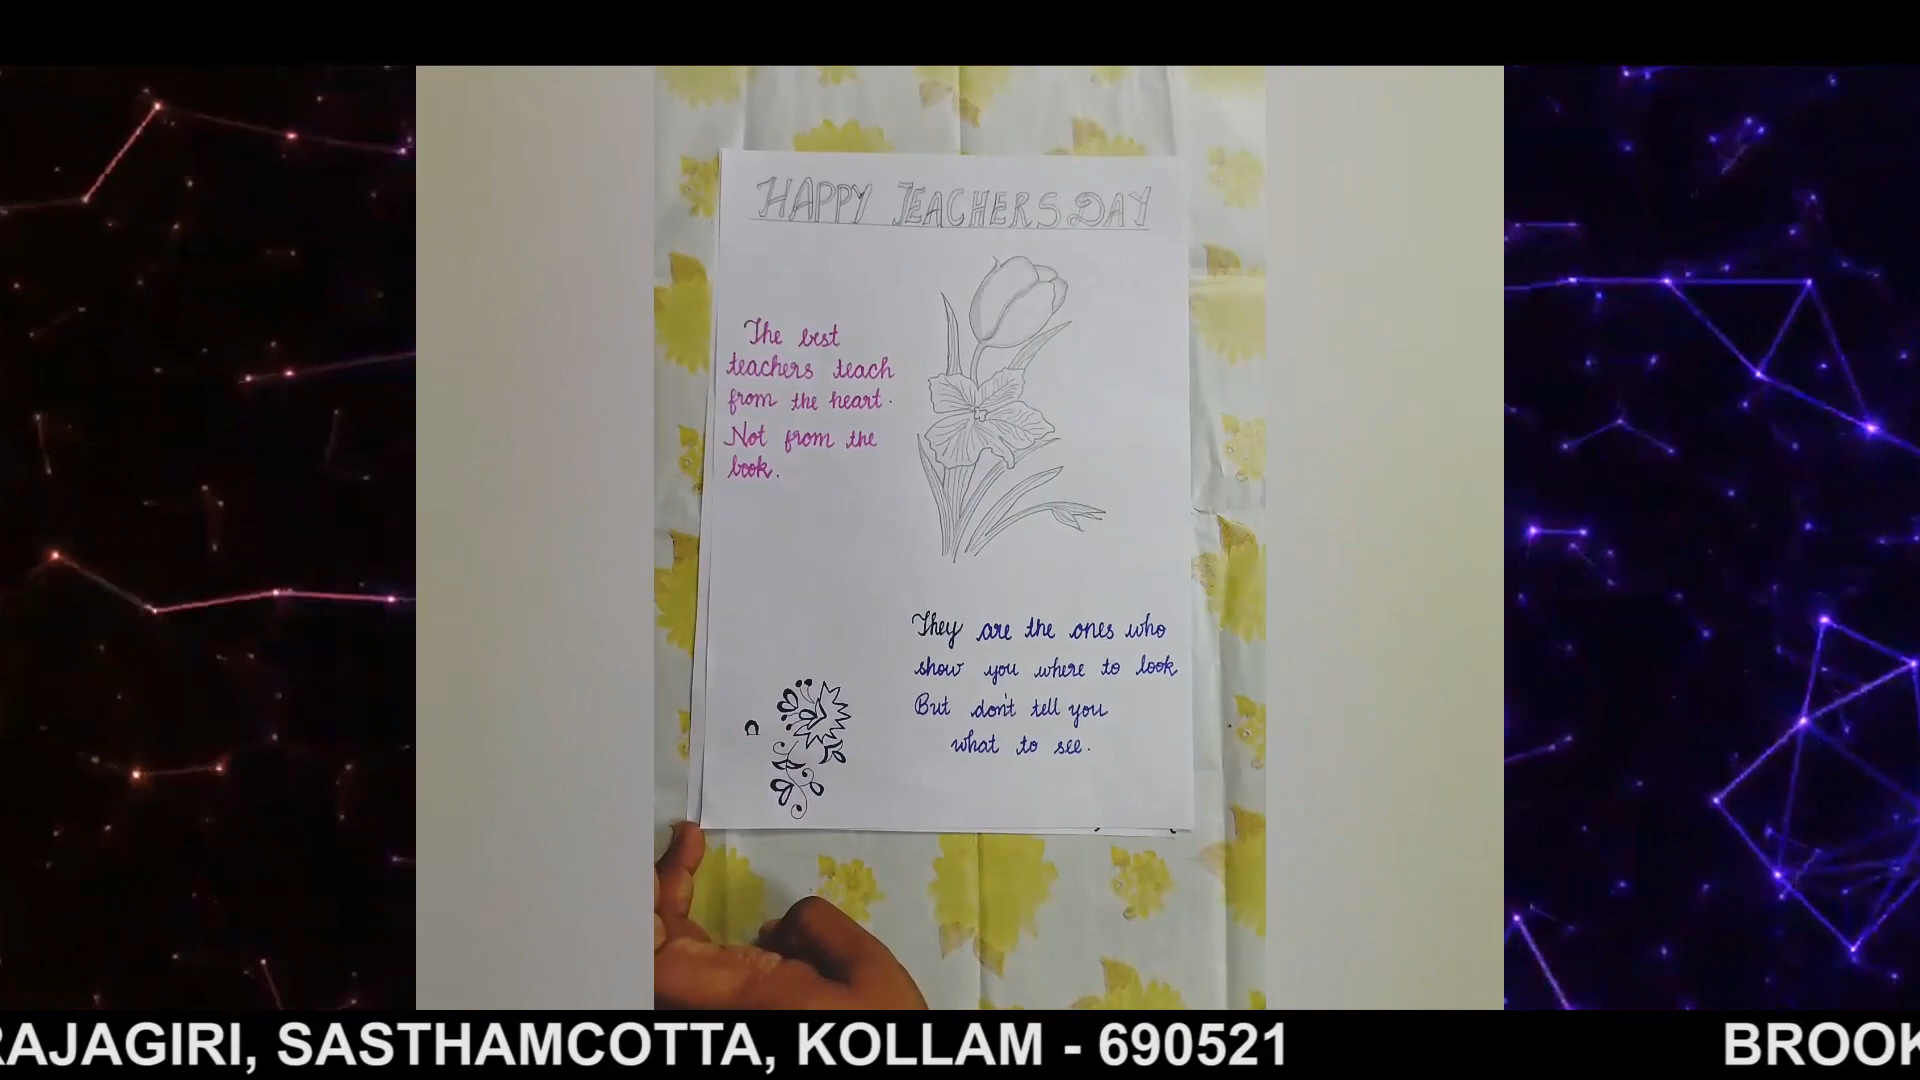 HAPPY TEACHERS DAY
The best
teachers teach
from the heart.
Not from the
book.
They are the ones who
show you where to look
But don't tell you
what to see.
RAJAGIRI, SASTHAMCOTTA, KOLLAM - 690521 BROOK